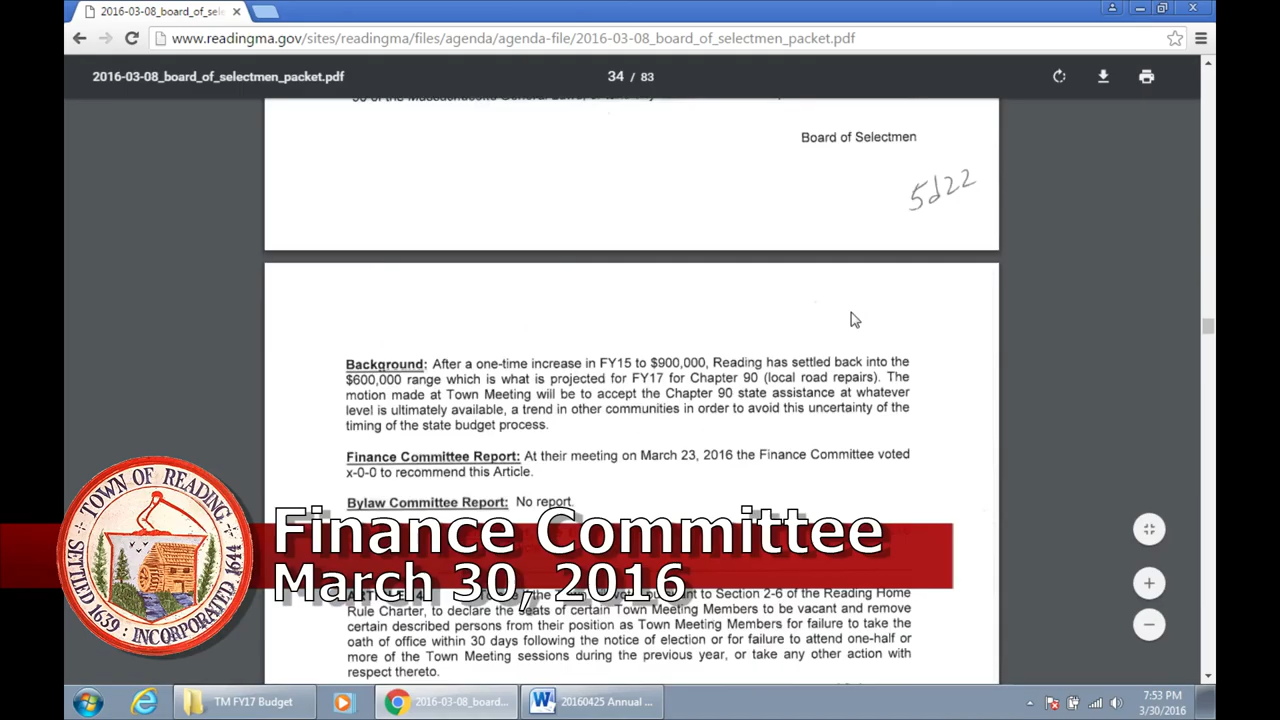 2016-03-08_board_of_sele
www.readingma.gov/sites/readingma/files/agenda/agenda-file/2016-03-08_board_of_selectmen_packet.pdf
2016-03-08_board_of_selectmen_packet.pdf
34 / 83
Board of Selectmen
5d22
Background: After a one-time increase in FY15 to $900,000, Reading has settled back into the
$600,000 range which is what is projected for FY17 for Chapter 90 (local road repairs). The
motion made at Town Meeting will be to accept the Chapter 90 state assistance at whatever
level is ultimately available, a trend in other communities in order to avoid this uncertainty of the
timing of the state budget process.
Finance Committee Report: At their meeting on March 23, 2016 the Finance Committee voted
x-0-0 to recommend this Article.
Bylaw Committee Report: No report.
TOWN OF READING
SETTLED 1639 : INCORPORATED 1644
Finance Committee
March 30, 2016
to Section 2-6 of the Reading Home
Rule Charter, to declare the seats of certain Town Meeting Members to be vacant and remove
certain described persons from their position as Town Meeting Members for failure to take the
oath of office within 30 days following the notice of election or for failure to attend one-half or
more of the Town Meeting sessions during the previous year, or take any other action with
respect thereto.
TM FY17 Budget
2016-03-08_board...
20160425 Annual ...
7:53 PM
3/30/2016